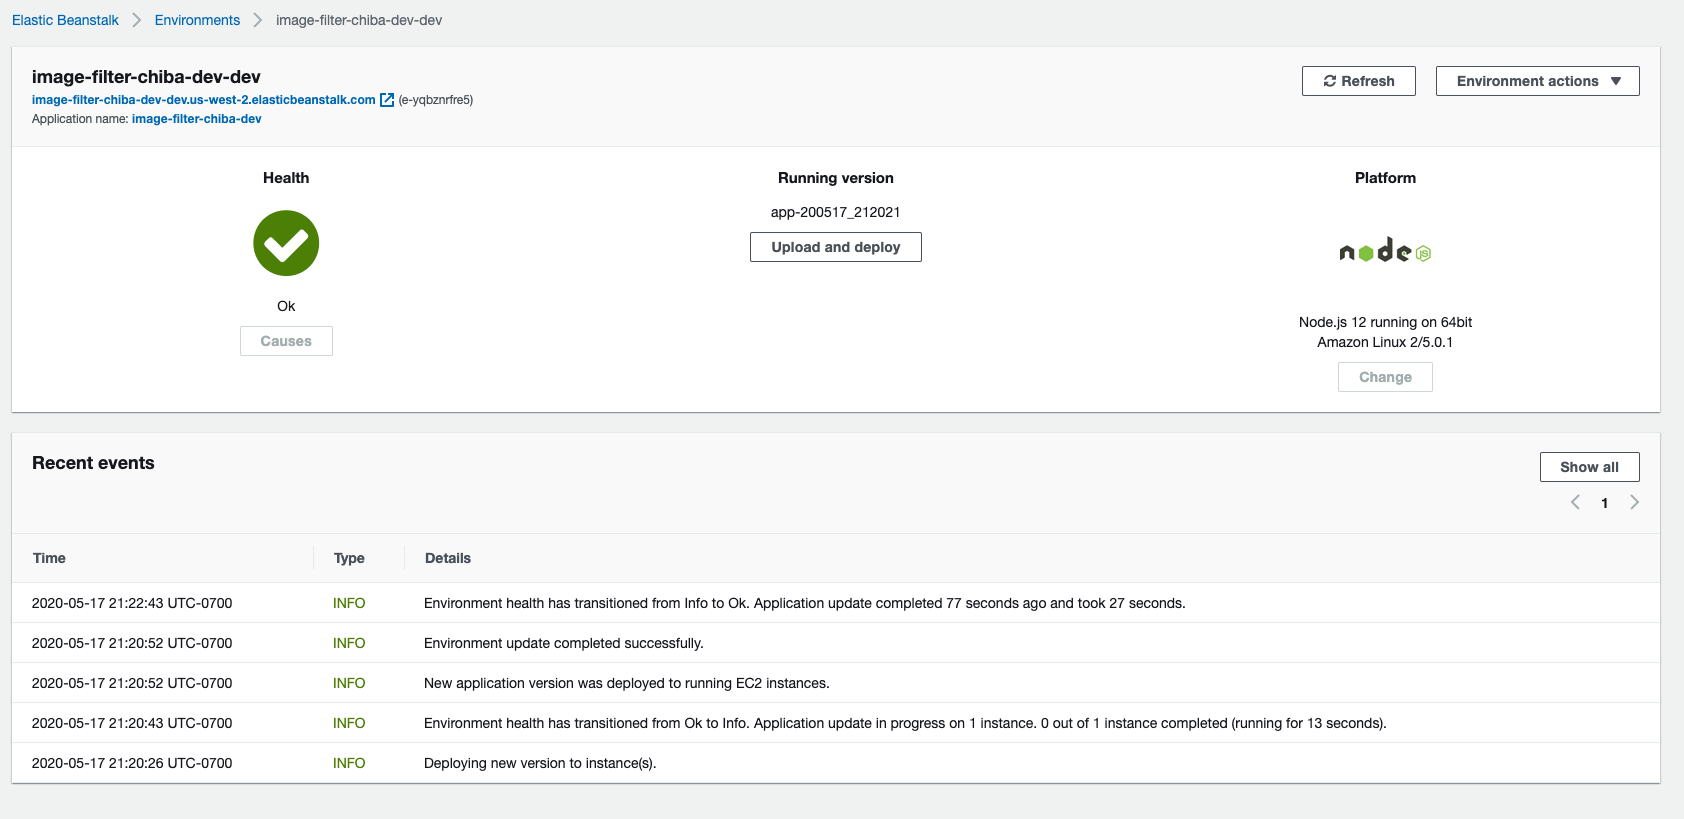 Elastic Beanstalk > Environments > image-filter-chiba-dev-dev
image-filter-chiba-dev-dev
image-filter-chiba-dev-dev.us-west-2.elasticbeanstalk.com (e-yqbznrfre5)
Application name: image-filter-chiba-dev
Refresh
Environment actions
Health
Ok
Causes
Running version
app-200517_212021
Upload and deploy
Platform
node JS
Node.js 12 running on 64bit
Amazon Linux 2/5.0.1
Change
Recent events
Show all
1
Time Type Details
2020-05-17 21:22:43 UTC-0700 INFO Environment health has transitioned from Info to Ok. Application update completed 77 seconds ago and took 27 seconds.
2020-05-17 21:20:52 UTC-0700 INFO Environment update completed successfully.
2020-05-17 21:20:52 UTC-0700 INFO New application version was deployed to running EC2 instances.
2020-05-17 21:20:43 UTC-0700 INFO Environment health has transitioned from Ok to Info. Application update in progress on 1 instance. 0 out of 1 instance completed (running for 13 seconds).
2020-05-17 21:20:26 UTC-0700 INFO Deploying new version to instance(s).